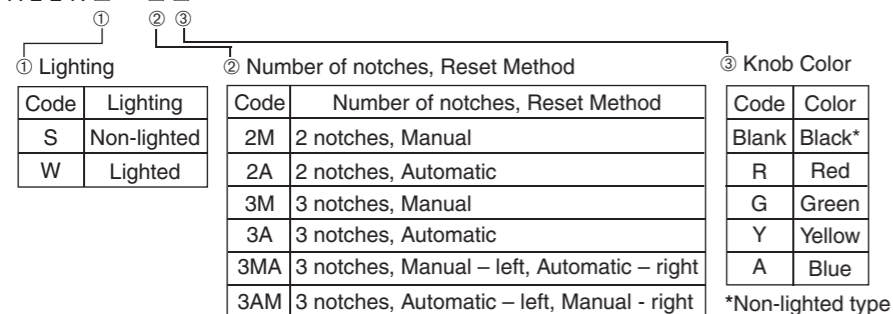 ① ② ③
① Lighting
Code Lighting
S Non-lighted
W Lighted
② Number of notches, Reset Method
Code Number of notches, Reset Method
2M 2 notches, Manual
2A 2 notches, Automatic
3M 3 notches, Manual
3A 3 notches, Automatic
3MA 3 notches, Manual – left, Automatic – right
3AM 3 notches, Automatic – left, Manual - right
③ Knob Color
Code Color
Blank Black*
R Red
G Green
Y Yellow
A Blue
*Non-lighted type